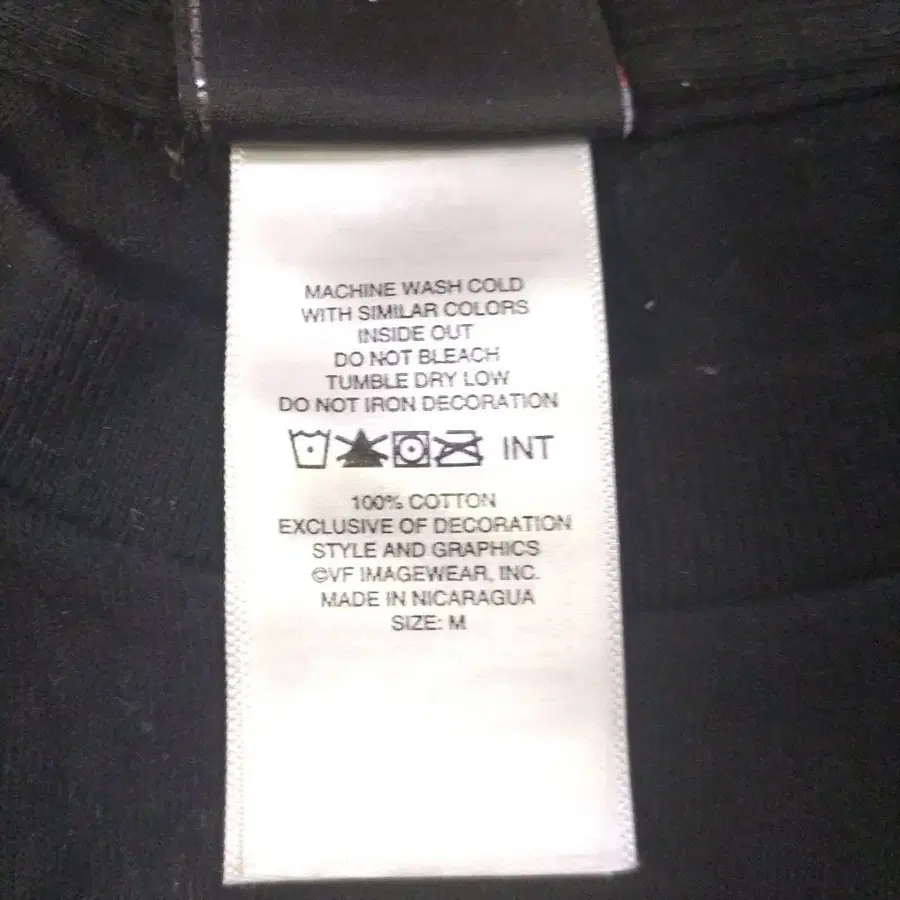 MACHINE WASH COLD
WITH SIMILAR COLORS
INSIDE OUT
DO NOT BLEACH
TUMBLE DRY LOW
DO NOT IRON DECORATION
INT
100% COTTON
EXCLUSIVE OF DECORATION
STYLE AND GRAPHICS
©VF IMAGEWEAR, INC.
MADE IN NICARAGUA
SIZE: M